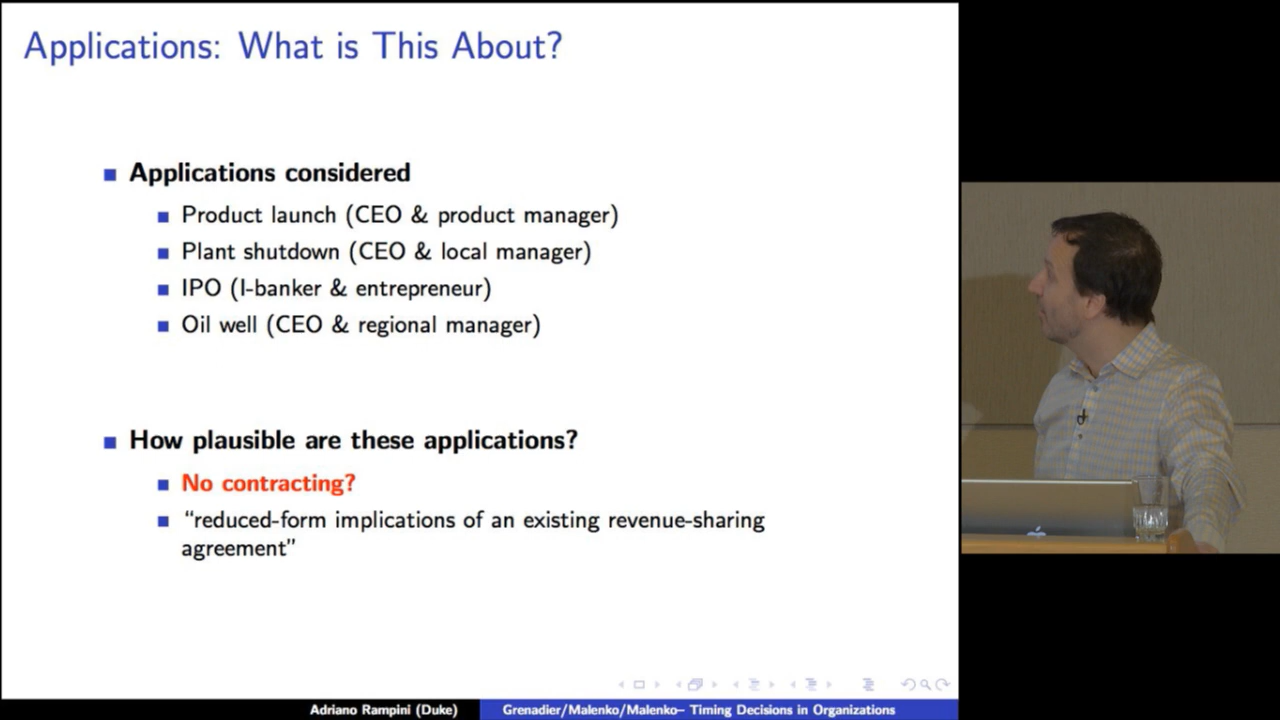 Applications: What is This About?
Applications considered
Product launch (CEO & product manager)
Plant shutdown (CEO & local manager)
IPO (I-banker & entrepreneur)
Oil well (CEO & regional manager)
How plausible are these applications?
No contracting?
“reduced-form implications of an existing revenue-sharing
agreement”
Adriano Rampini (Duke)
Grenadier/Malenko/Malenko– Timing Decisions in Organizations